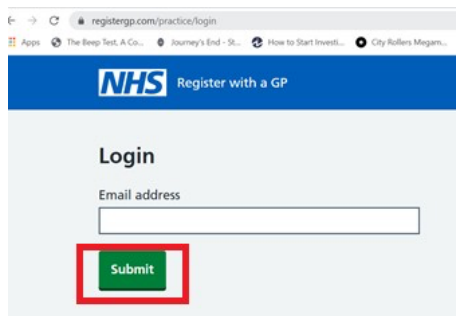 registergp.com/practice/login
Apps The Beep Test, A Co... Journey's End - St... How to Start Investi... City Rollers Megam...
NHS Register with a GP
Login
Email address
Submit